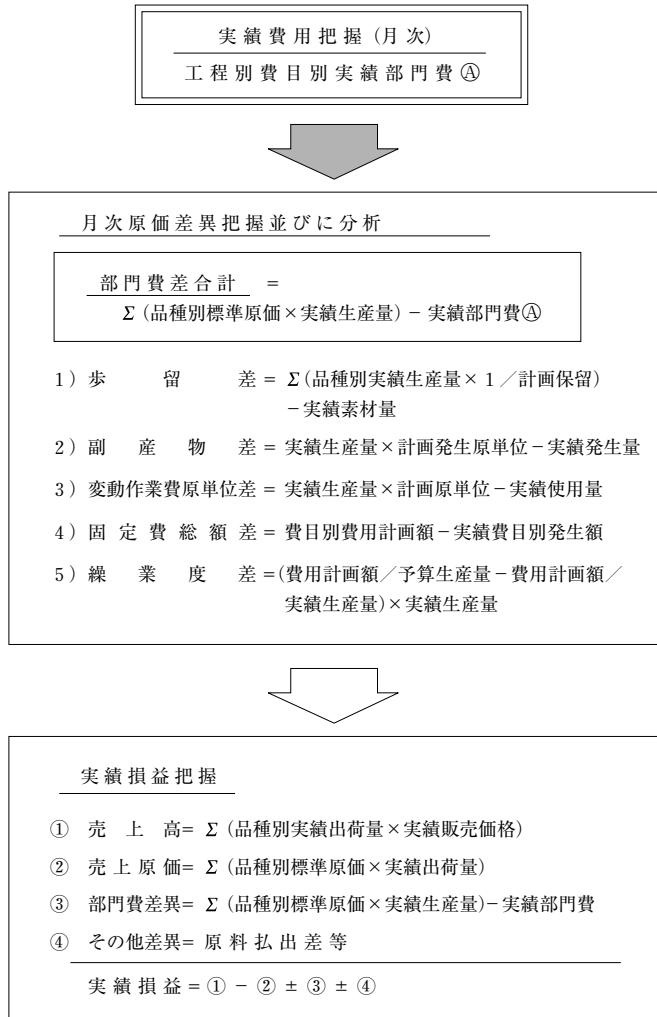 実績費用把握(月次)
工程別費目別実績部門費Ⓐ
月次原価差異把握並びに分析
部門費差合計 =
Σ(品種別標準原価×実績生産量)-実績部門費Ⓐ
1)歩留差=Σ(品種別実績生産量×1/計画保留)
-実績素材量
2)副産物差=実績生産量×計画発生原単位-実績発生量
3)変動作業費原単位差=実績生産量×計画原単位-実績使用量
4)固定費総額差=費目別費用計画額-実績費目別発生額
5)繰業度差=(費用計画額/予算生産量-費用計画額/
実績生産量)×実績生産量
実績損益把握
① 売上高=Σ(品種別実績出荷量×実績販売価格)
② 売上原価=Σ(品種別標準原価×実績出荷量)
③ 部門費差異=Σ(品種別標準原価×実績生産量)-実績部門費
④ その他差異=原料払出差等
実績損益=①-②±③±④